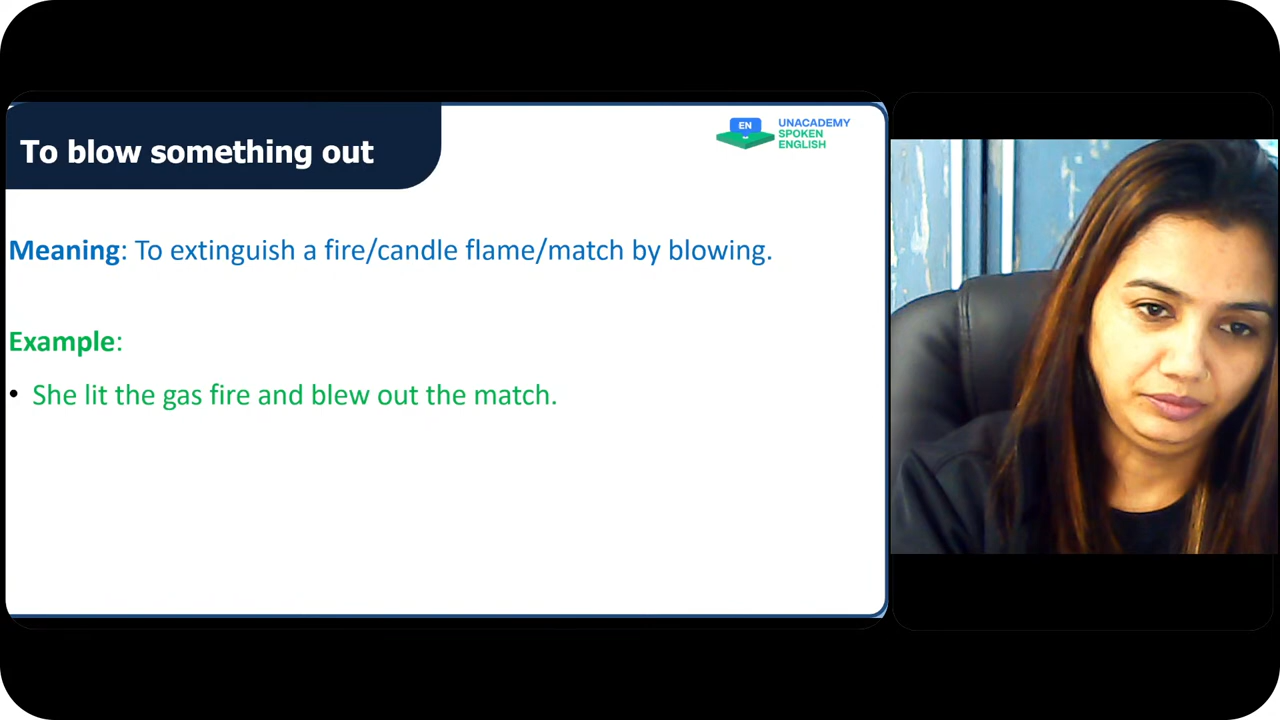 To blow something out
EN
UNACADEMY
SPOKEN
ENGLISH
Meaning: To extinguish a fire/candle flame/match by blowing.
Example:
• She lit the gas fire and blew out the match.